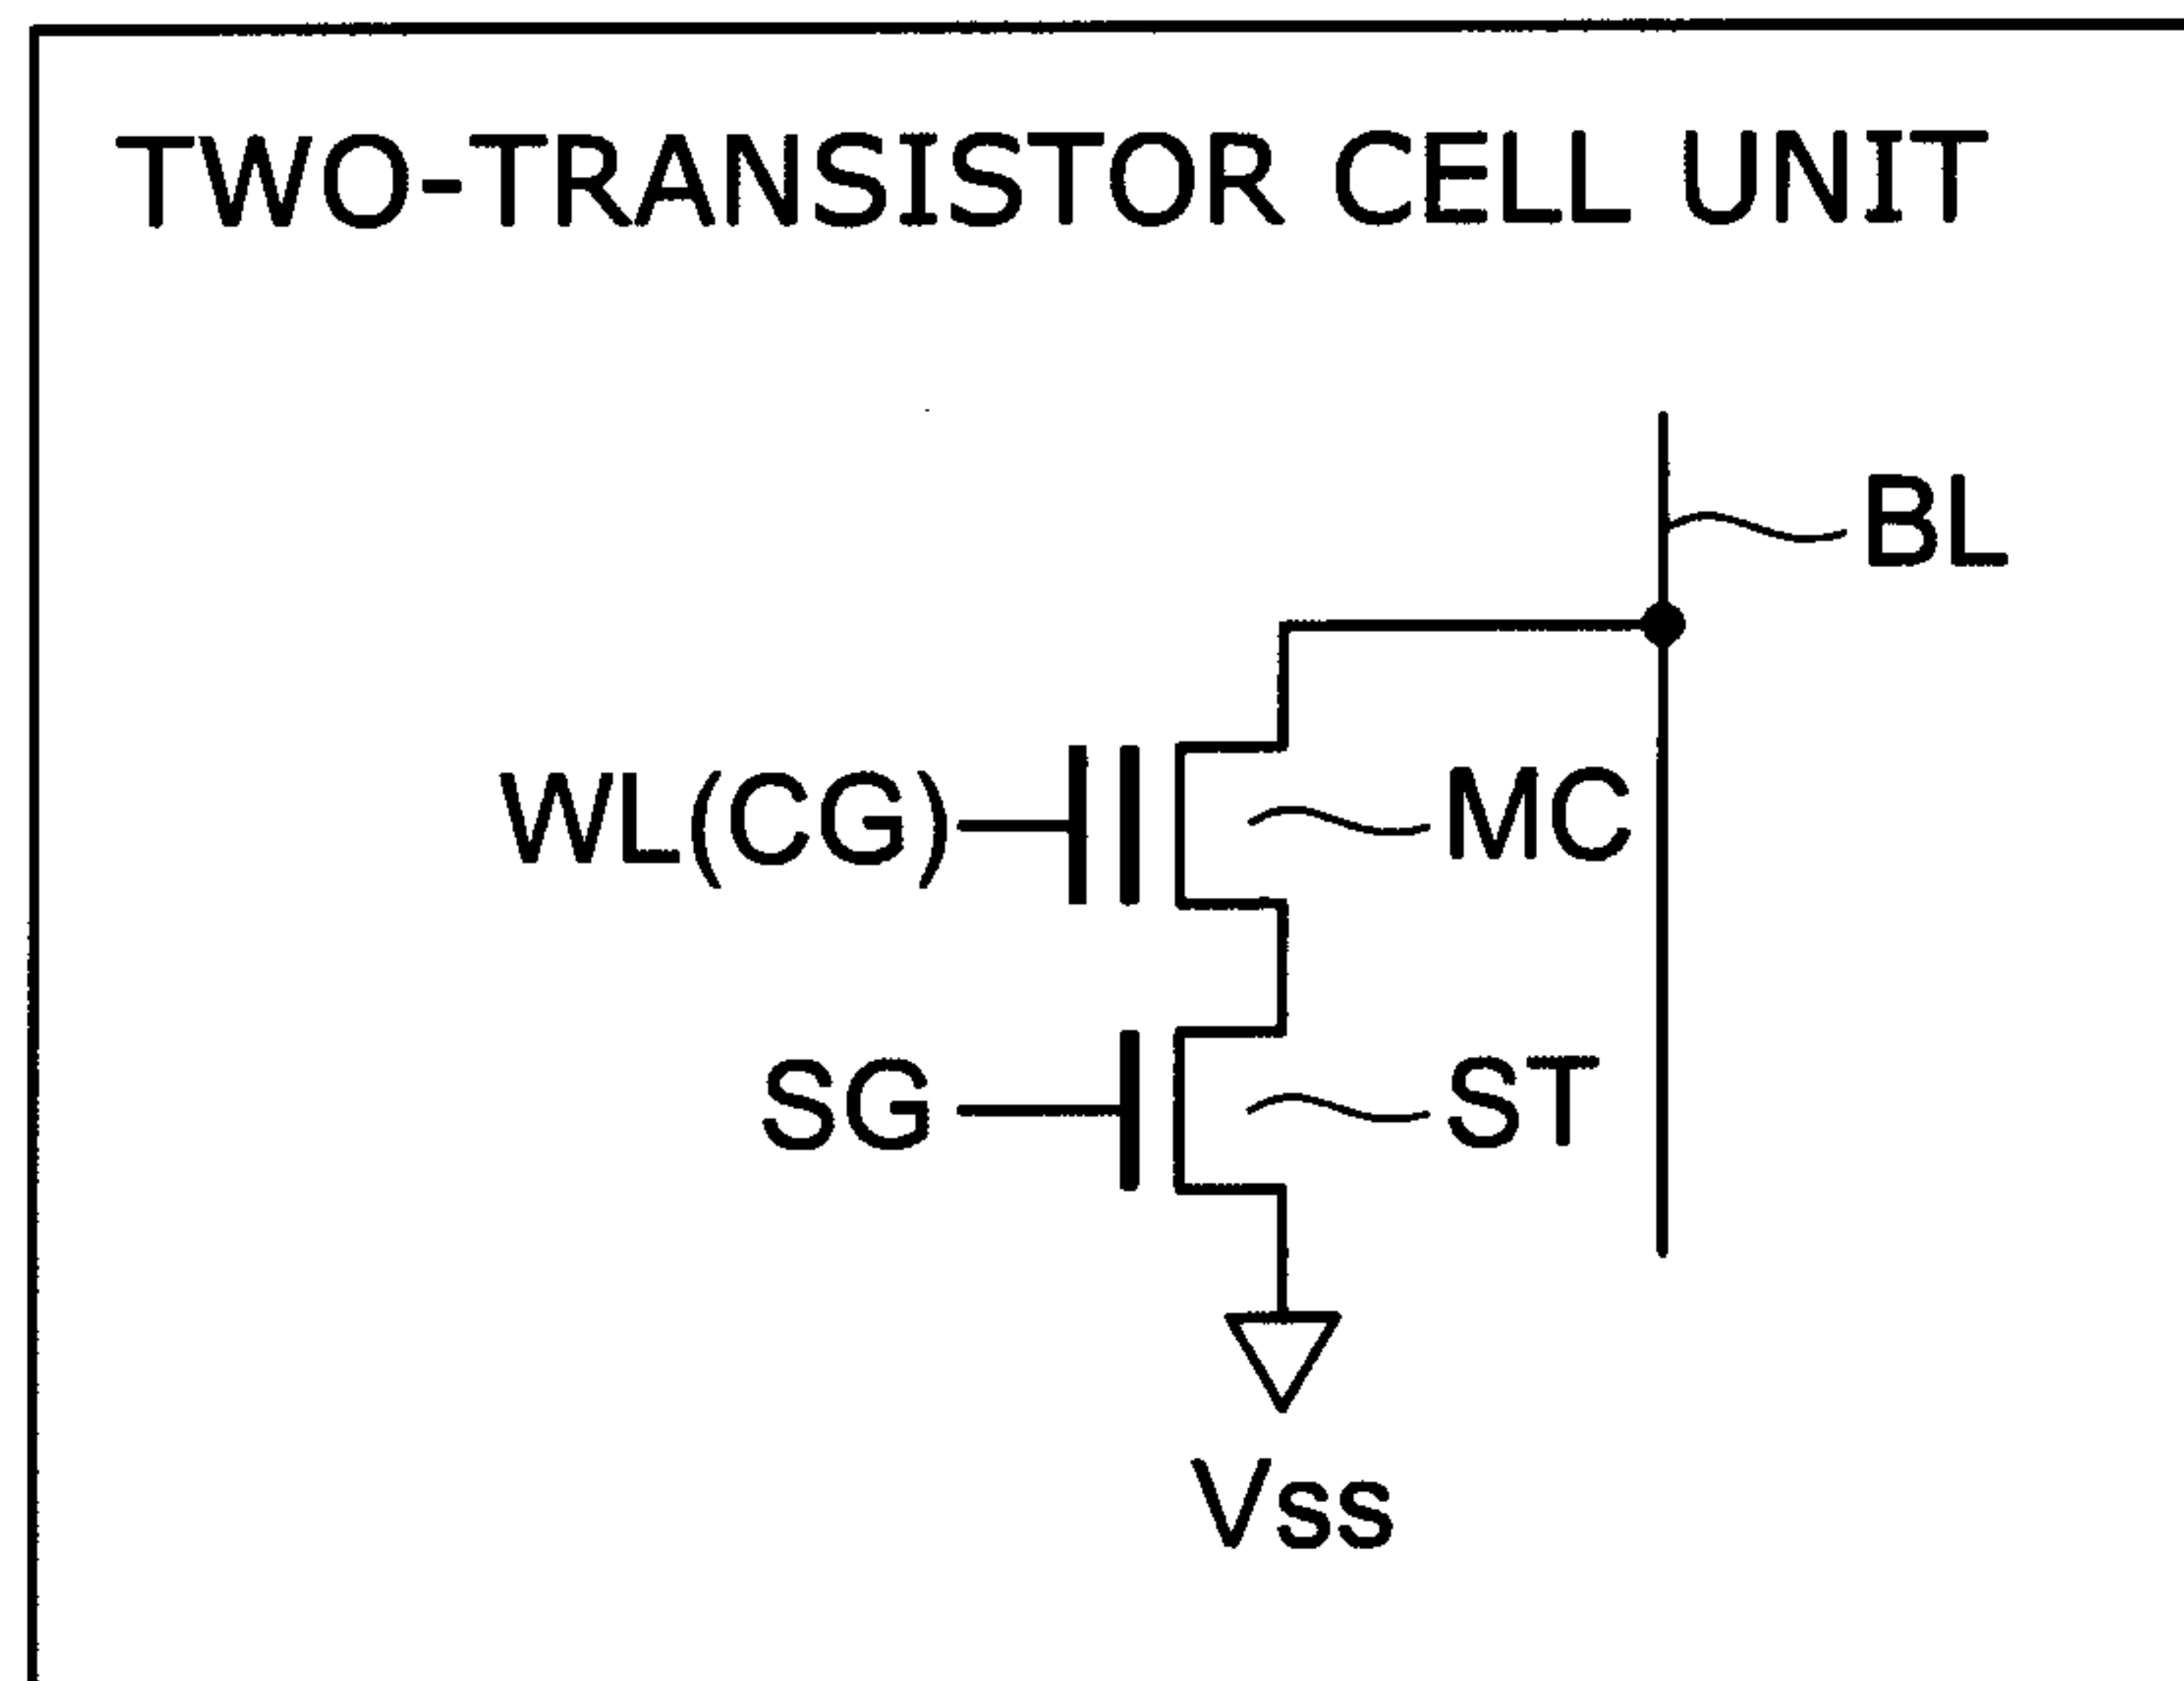 TWO-TRANSISTOR CELL UNIT
BL
WL(CG) MC
SG ST
Vss